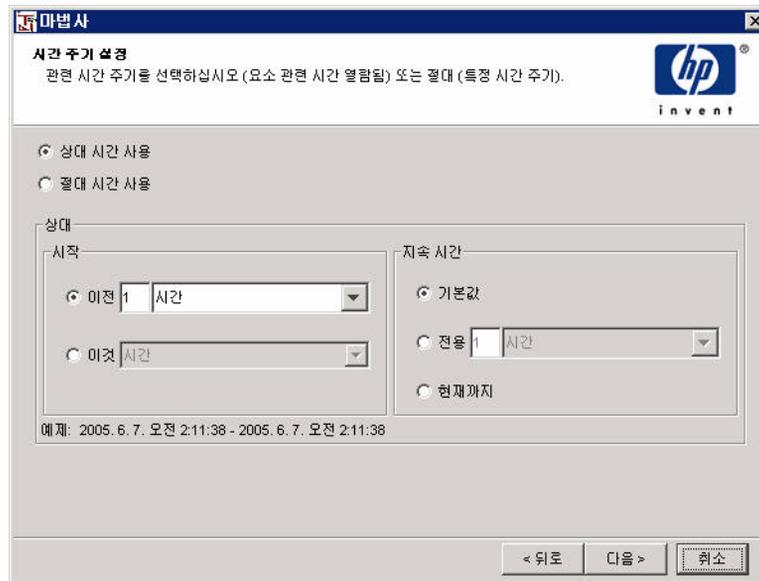 마법사
시간 주기 설정
관련 시간 주기를 선택하십시오 (요소 관련 시간 열함됨) 또는 절대 (특정 시간 주기).
hp
®
invent
상대 시간 사용
절대 시간 사용
상대
시작
이전 1 시간
이것 시간
지속 시간
기본값
전용 1 시간
현재까지
예제: 2005. 6. 7. 오전 2:11:38 - 2005. 6. 7. 오전 2:11:38
< 뒤로
다음 >
취소